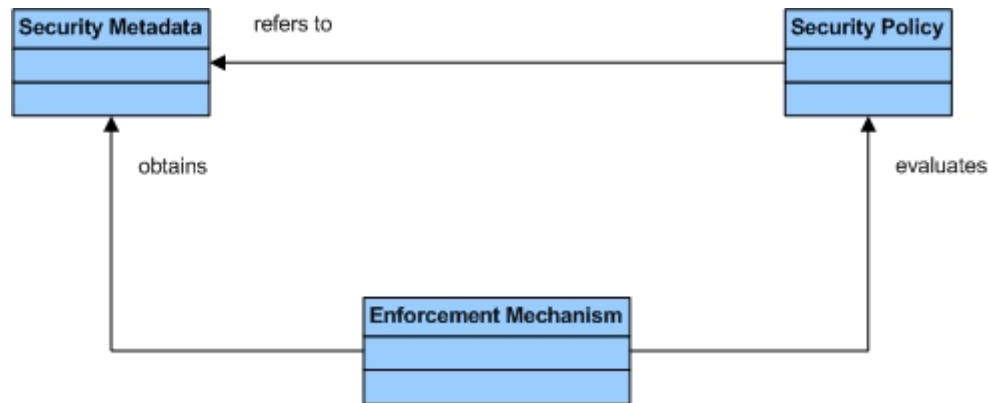 Security Metadata
refers to
Security Policy
obtains
evaluates
Enforcement Mechanism